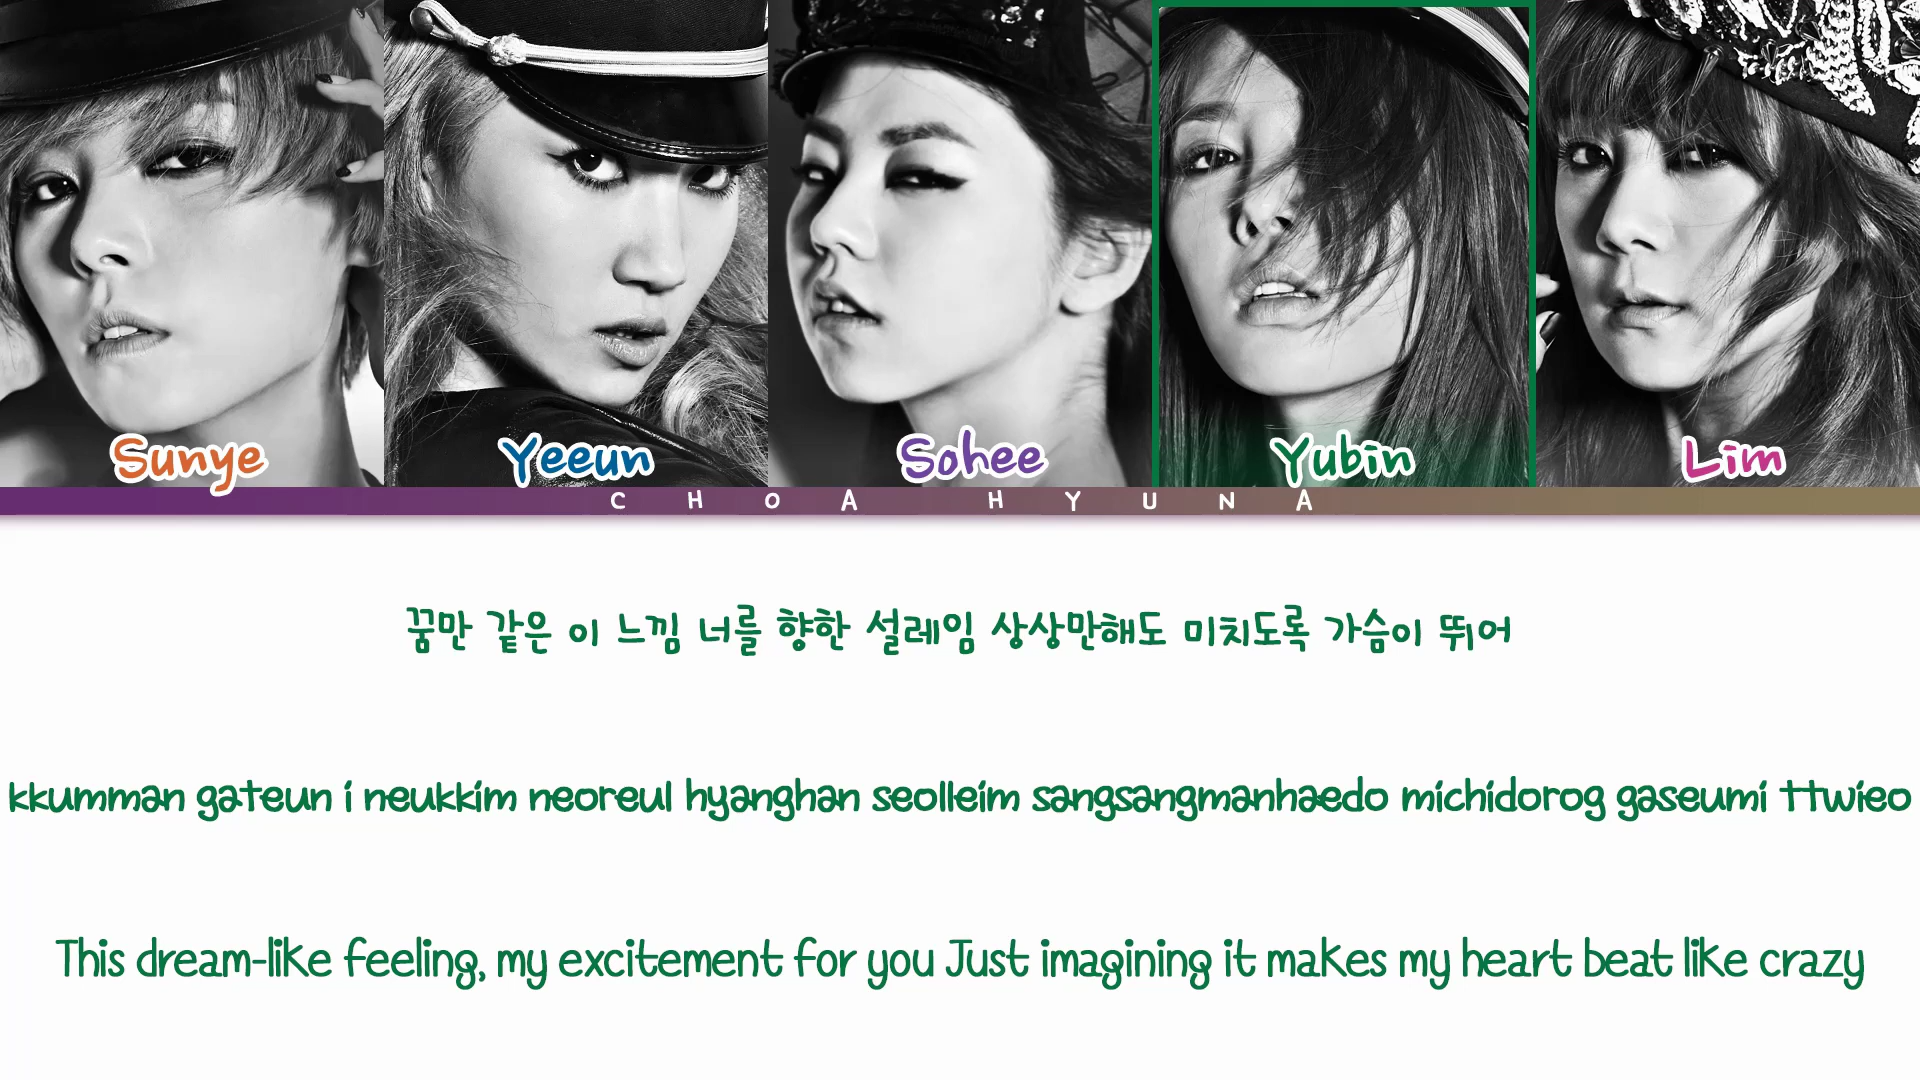 Sunye Yeeun Sohee Yubin Lim
CHOA HYUNA
꿈만 같은 이 느낌 너를 향한 설레임 상상만해도 미치도록 가슴이 뛰어
kkumman gateun i neukkim neoreul hyanghan seolleim sangsangmanhaedo michidorog gaseumi ttwieo
This dream-like feeling, my excitement for you Just imagining it makes my heart beat like crazy